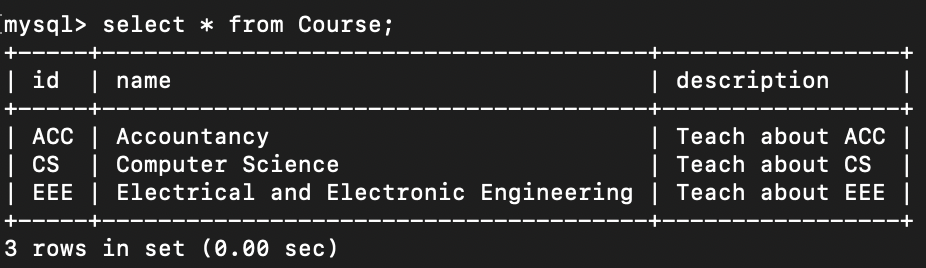 mysql> select * from Course;
+-----+---------------------------------------+-----------------+
| id  | name                                  | description     |
+-----+---------------------------------------+-----------------+
| ACC | Accountancy                           | Teach about ACC |
| CS  | Computer Science                      | Teach about CS  |
| EEE | Electrical and Electronic Engineering | Teach about EEE |
+-----+---------------------------------------+-----------------+
3 rows in set (0.00 sec)